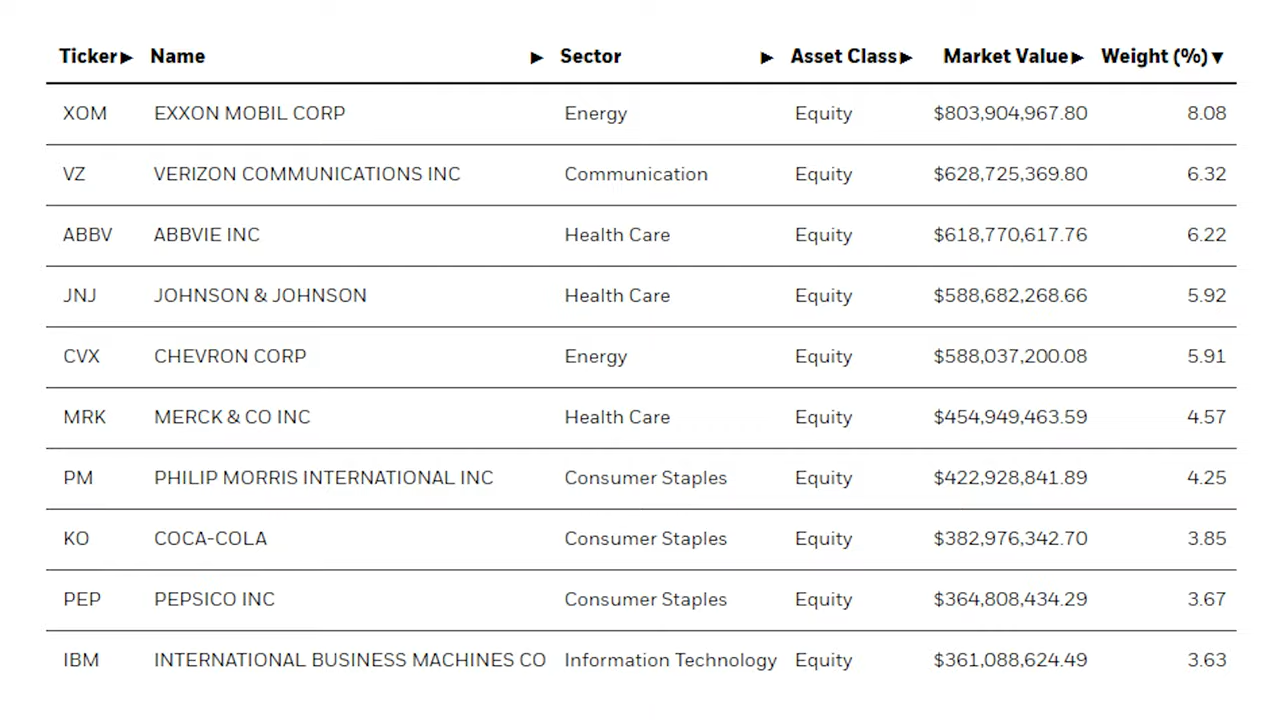 Ticker▶ Name ▶ Sector ▶ Asset Class▶ Market Value▶ Weight (%)▼
XOM EXXON MOBIL CORP Energy Equity $803,904,967.80 8.08
VZ VERIZON COMMUNICATIONS INC Communication Equity $628,725,369.80 6.32
ABBV ABBVIE INC Health Care Equity $618,770,617.76 6.22
JNJ JOHNSON & JOHNSON Health Care Equity $588,682,268.66 5.92
CVX CHEVRON CORP Energy Equity $588,037,200.08 5.91
MRK MERCK & CO INC Health Care Equity $454,949,463.59 4.57
PM PHILIP MORRIS INTERNATIONAL INC Consumer Staples Equity $422,928,841.89 4.25
KO COCA-COLA Consumer Staples Equity $382,976,342.70 3.85
PEP PEPSICO INC Consumer Staples Equity $364,808,434.29 3.67
IBM INTERNATIONAL BUSINESS MACHINES CO Information Technology Equity $361,088,624.49 3.63